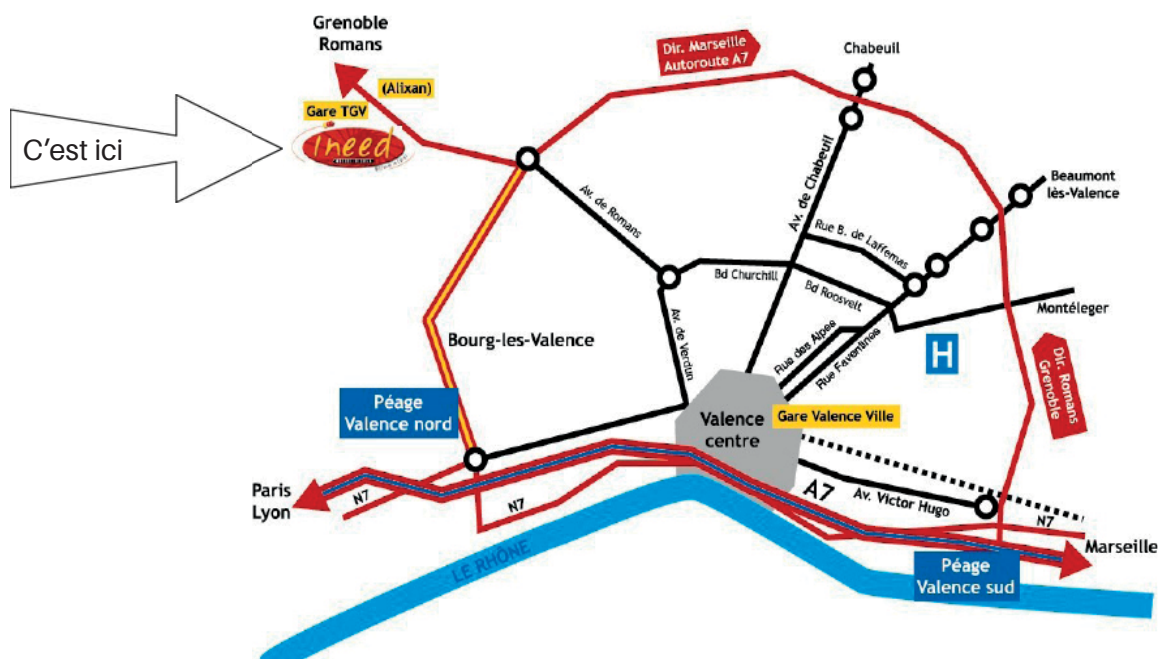 Grenoble
Romans
(Alixan)
Gare TGV
C'est ici
Ineed
Dir. Marseille
Autoroute A7
Chabeuil
Av. de Chabeuil
Beaumont
lès-Valence
Av. de Romans
Rue B. de Laffemas
Bd Churchill
Bd Roosvelt
Montéleger
Av. de Verdun
Bourg-les-Valence
Rue des Alpes
Rue Faventines
H
Dir. Romans
Grenoble
Péage
Valence nord
Valence
centre
Gare Valence Ville
Paris
Lyon
N7
N7
A7
Av. Victor Hugo
N7
Marseille
LE RHÔNE
Péage
Valence sud